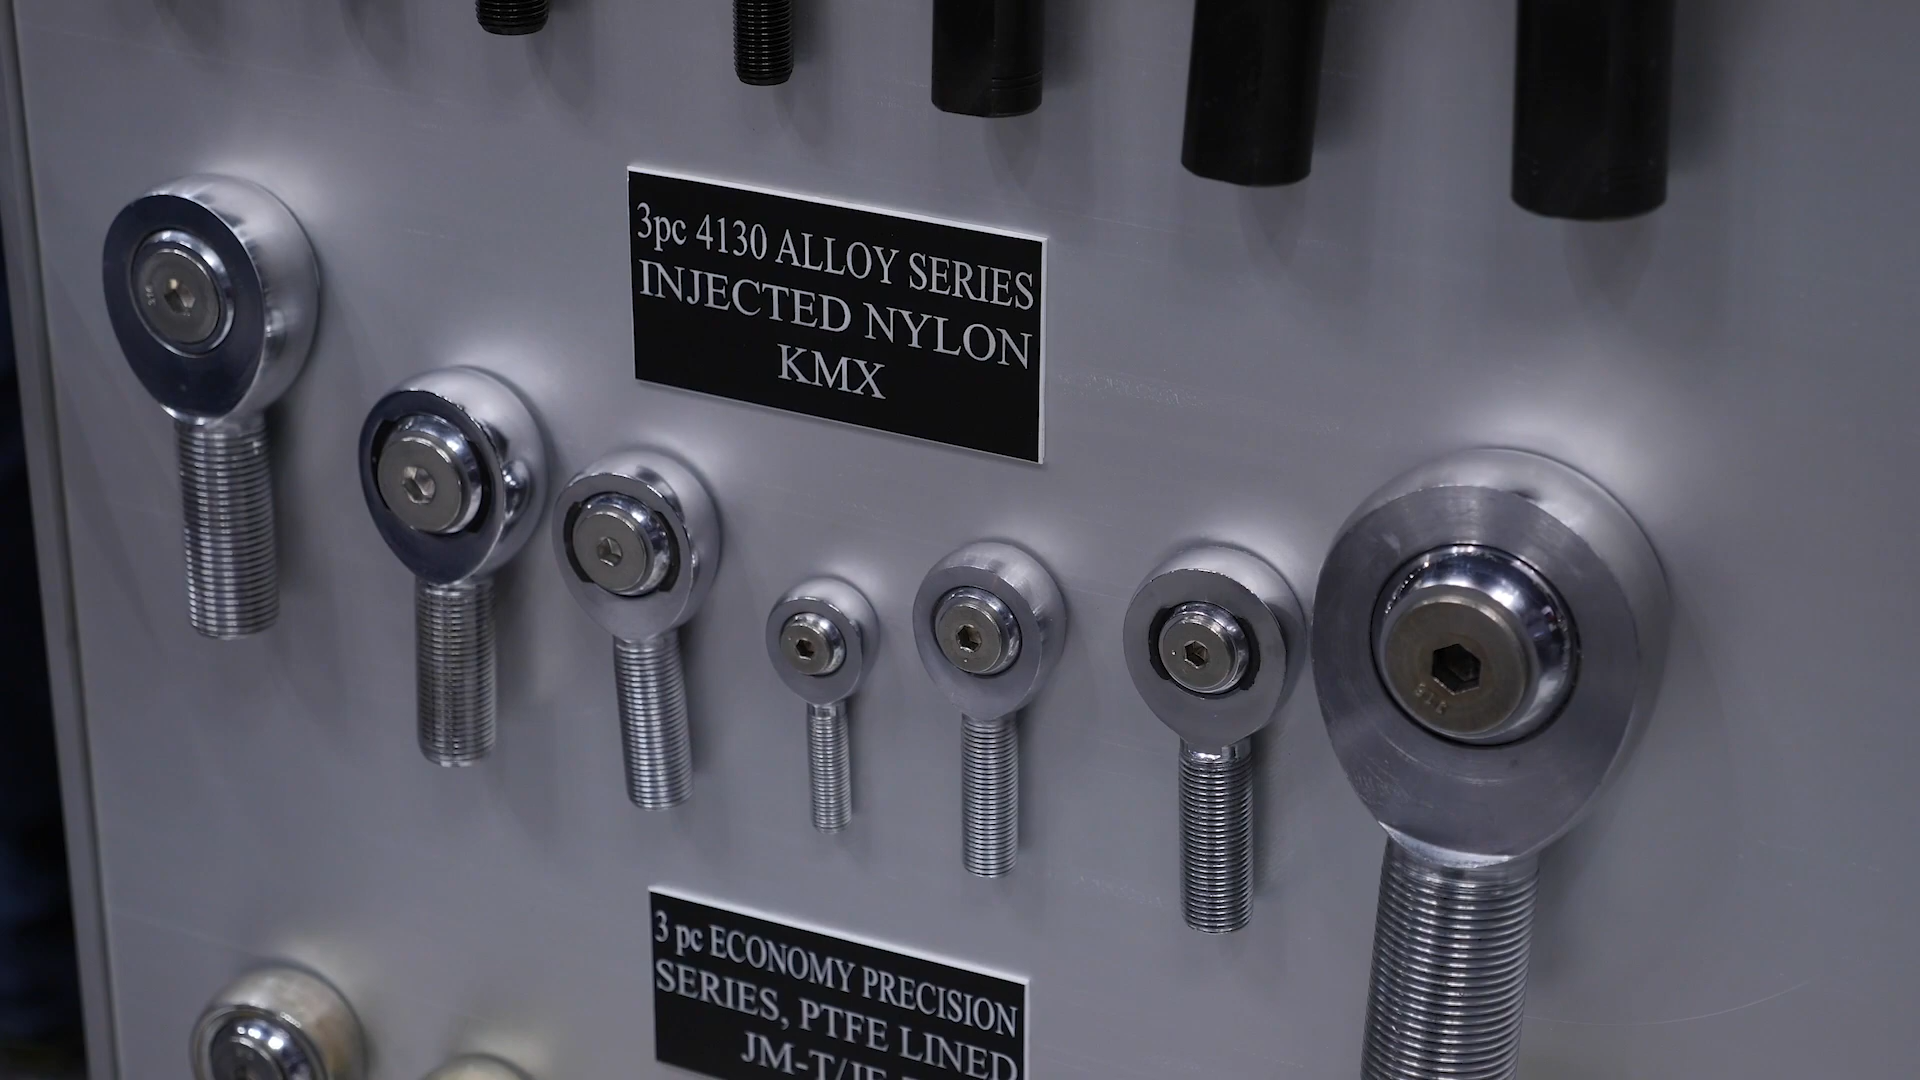 3pc 4130 ALLOY SERIES
INJECTED NYLON
KMX
3 pc ECONOMY PRECISION
SERIES, PTFE LINED